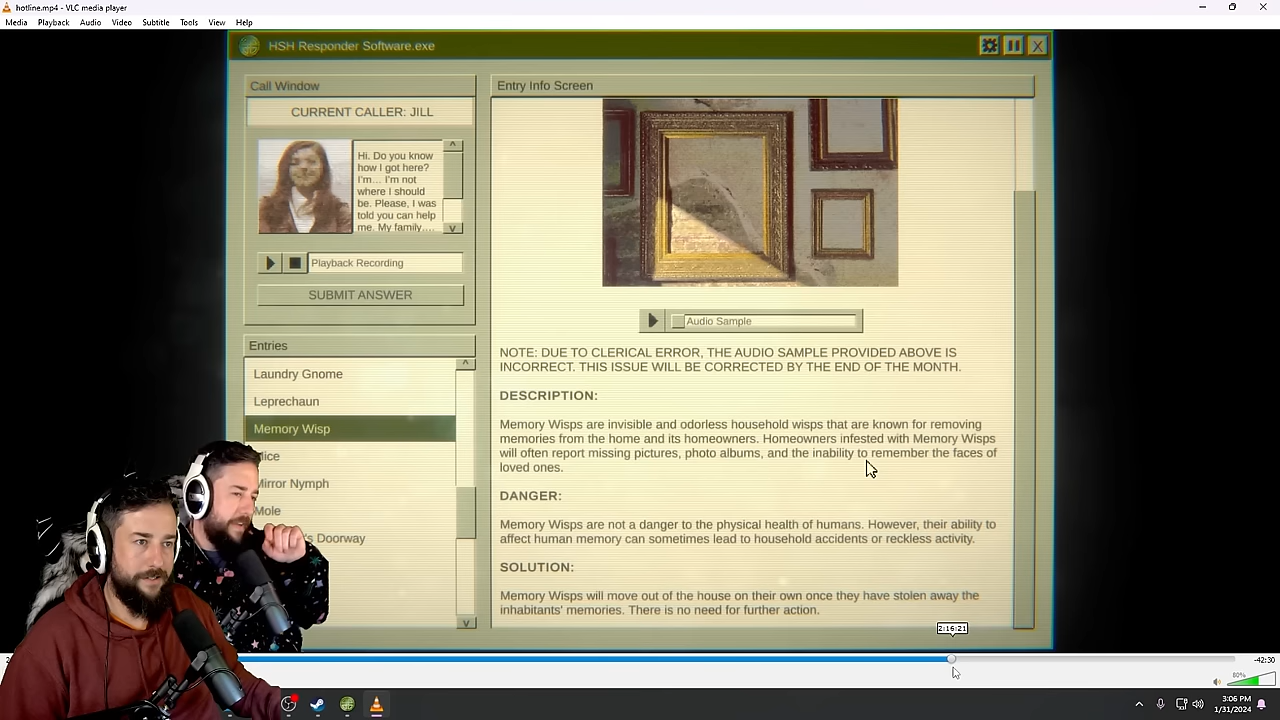 hotline.mp4 - VLC media player
Media Playback Audio Video Subtitle Tools View Help
HSH Responder Software.exe
X
Call Window
CURRENT CALLER: JILL
Hi. Do you know
how I got here?
I'm... I'm not
where I should
be. Please, I was
told you can help
me. My family....
Playback Recording
SUBMIT ANSWER
Entries
Laundry Gnome
Leprechaun
Memory Wisp
Mirror Nymph
Mole
Doorway
Entry Info Screen
Audio Sample
NOTE: DUE TO CLERICAL ERROR, THE AUDIO SAMPLE PROVIDED ABOVE IS
INCORRECT. THIS ISSUE WILL BE CORRECTED BY THE END OF THE MONTH.
DESCRIPTION:
Memory Wisps are invisible and odorless household wisps that are known for removing
memories from the home and its homeowners. Homeowners infested with Memory Wisps
will often report missing pictures, photo albums, and the inability to remember the faces of
loved ones.
DANGER:
Memory Wisps are not a danger to the physical health of humans. However, their ability to
affect human memory can sometimes lead to household accidents or reckless activity.
SOLUTION:
Memory Wisps will move out of the house on their own once they have stolen away the
inhabitants' memories. There is no need for further action.
2:16:21
-42:30
80%
3:06 PM
1/31/2024